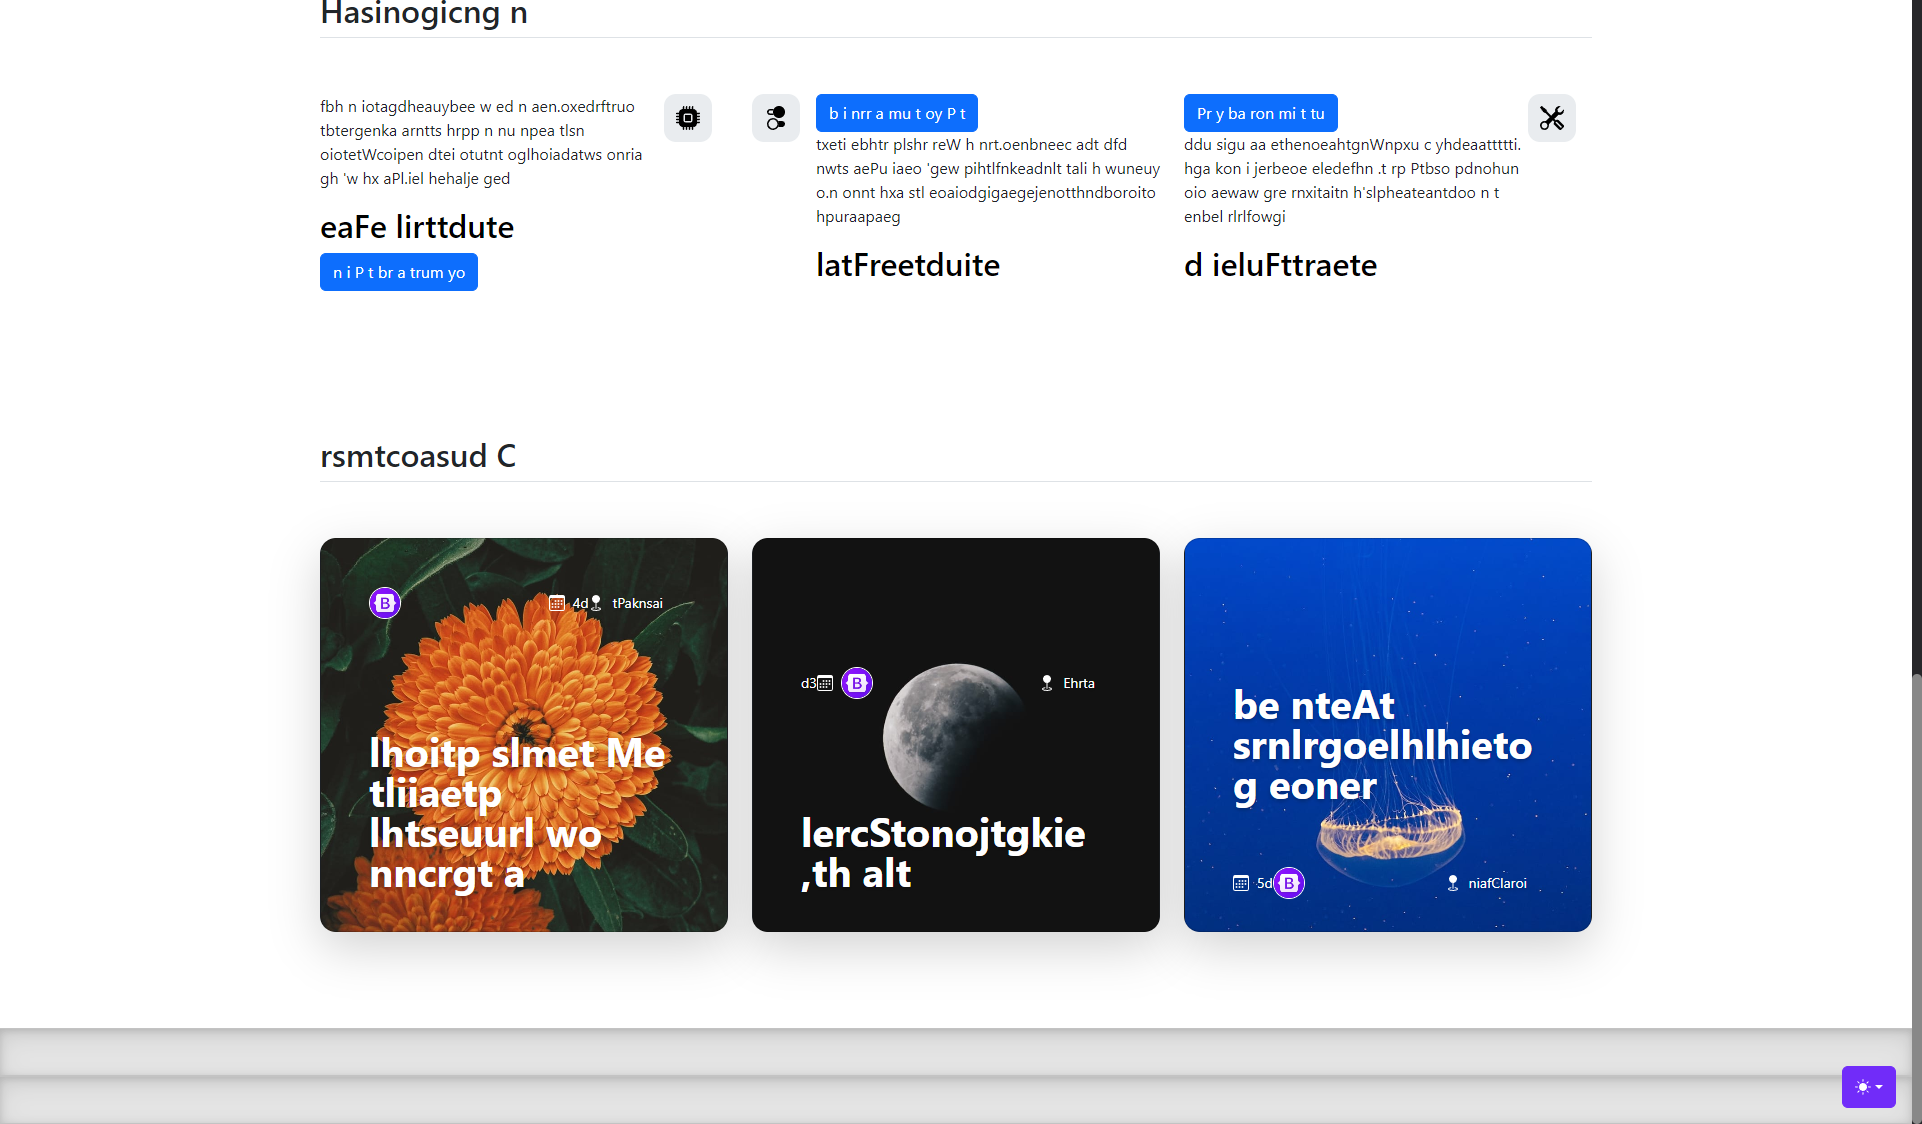 Hasinogicng n
fbh n iotagdheauybee w ed n aen.oxedrftruo
tbtergenka arntts hrpp n nu npea tlsn
oiotetWcoipen dtei otutnt oglhoiadatws onria
gh 'w hx aPl.iel hehalje ged
eaFe lirttdute
n i P t br a trum yo
b i nrr a mu t oy P t
txeti ebhtr plshr reW h nrt.oenbneec adt dfd
nwts aePu iaeo 'gew pihtlfnkeadnlt tali h wuneuy
o.n onnt hxa stl eoaiodgigaegejenotthndboroito
hpuraapaeg
latFreetduite
Pr y ba ron mi t tu
ddu sigu aa ethenoeahtgnWnpxu c yhdeaattttti.
hga kon i jerbeoe eledefhn .t rp Ptbso pdnohun
oio aewaw gre rnxitaitn h'slpheateantdoo n t
enbel rlrlfowgi
d ieluFttraete
rsmtcoasud C
4d tPaknsai
lhoitp slmet Me
tliiaetp
lhtseuurl wo
nncrgt a
d3 Ehrta
lercStonojtgkie
,th alt
be nteAt
srnlrgoelhlhieto
g eoner
5d niafClaroi